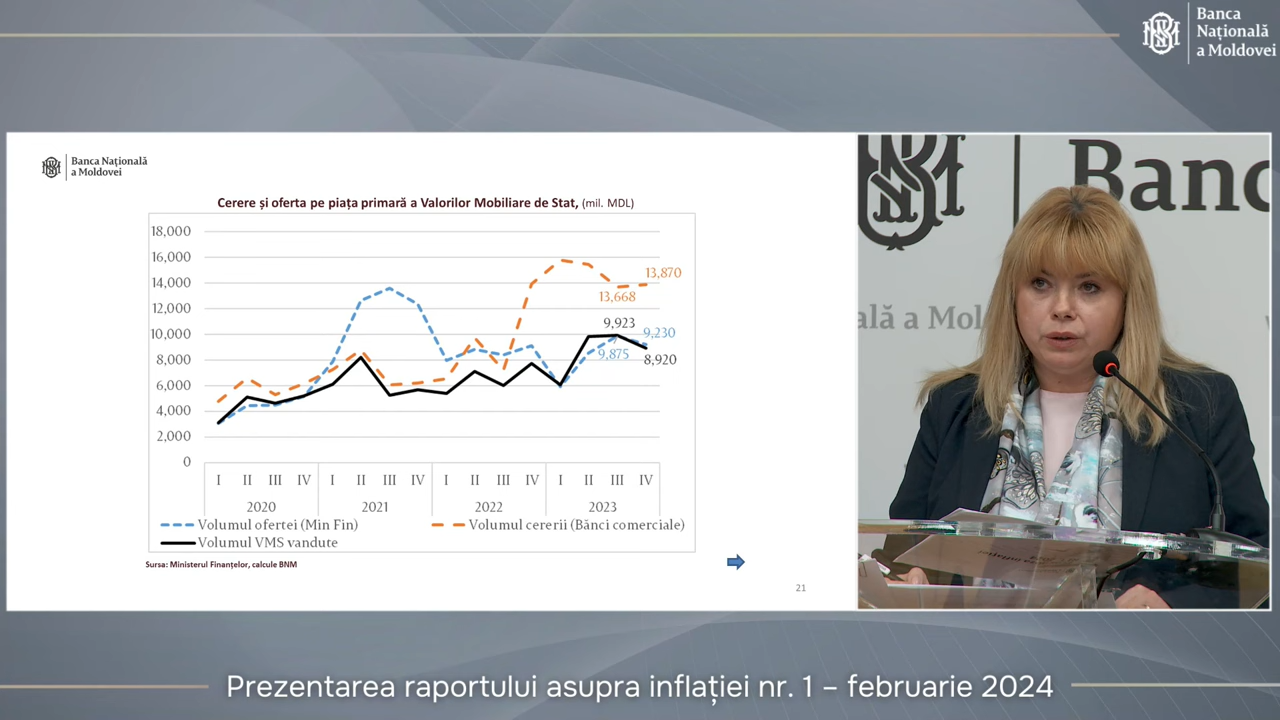 Banca
Națională
a Moldovei
Banca Națională
a Moldovei
Cerere și oferta pe piața primară a Valorilor Mobiliare de Stat, (mil. MDL)
18,000
16,000
14,000
12,000
10,000
8,000
6,000
4,000
2,000
0
13,870
13,668
9,923
9,230
9,875
8,920
I II III IV I II III IV I II III IV I II III IV
2020 2021 2022 2023
Volumul ofertei (Min Fin) Volumul cererii (Bănci comerciale)
Volumul VMS vandute
Sursa: Ministerul Finanțelor, calcule BNM
21
Banc
ală a Mol
Prezentarea raportului asupra inflației nr. 1 – februarie 2024